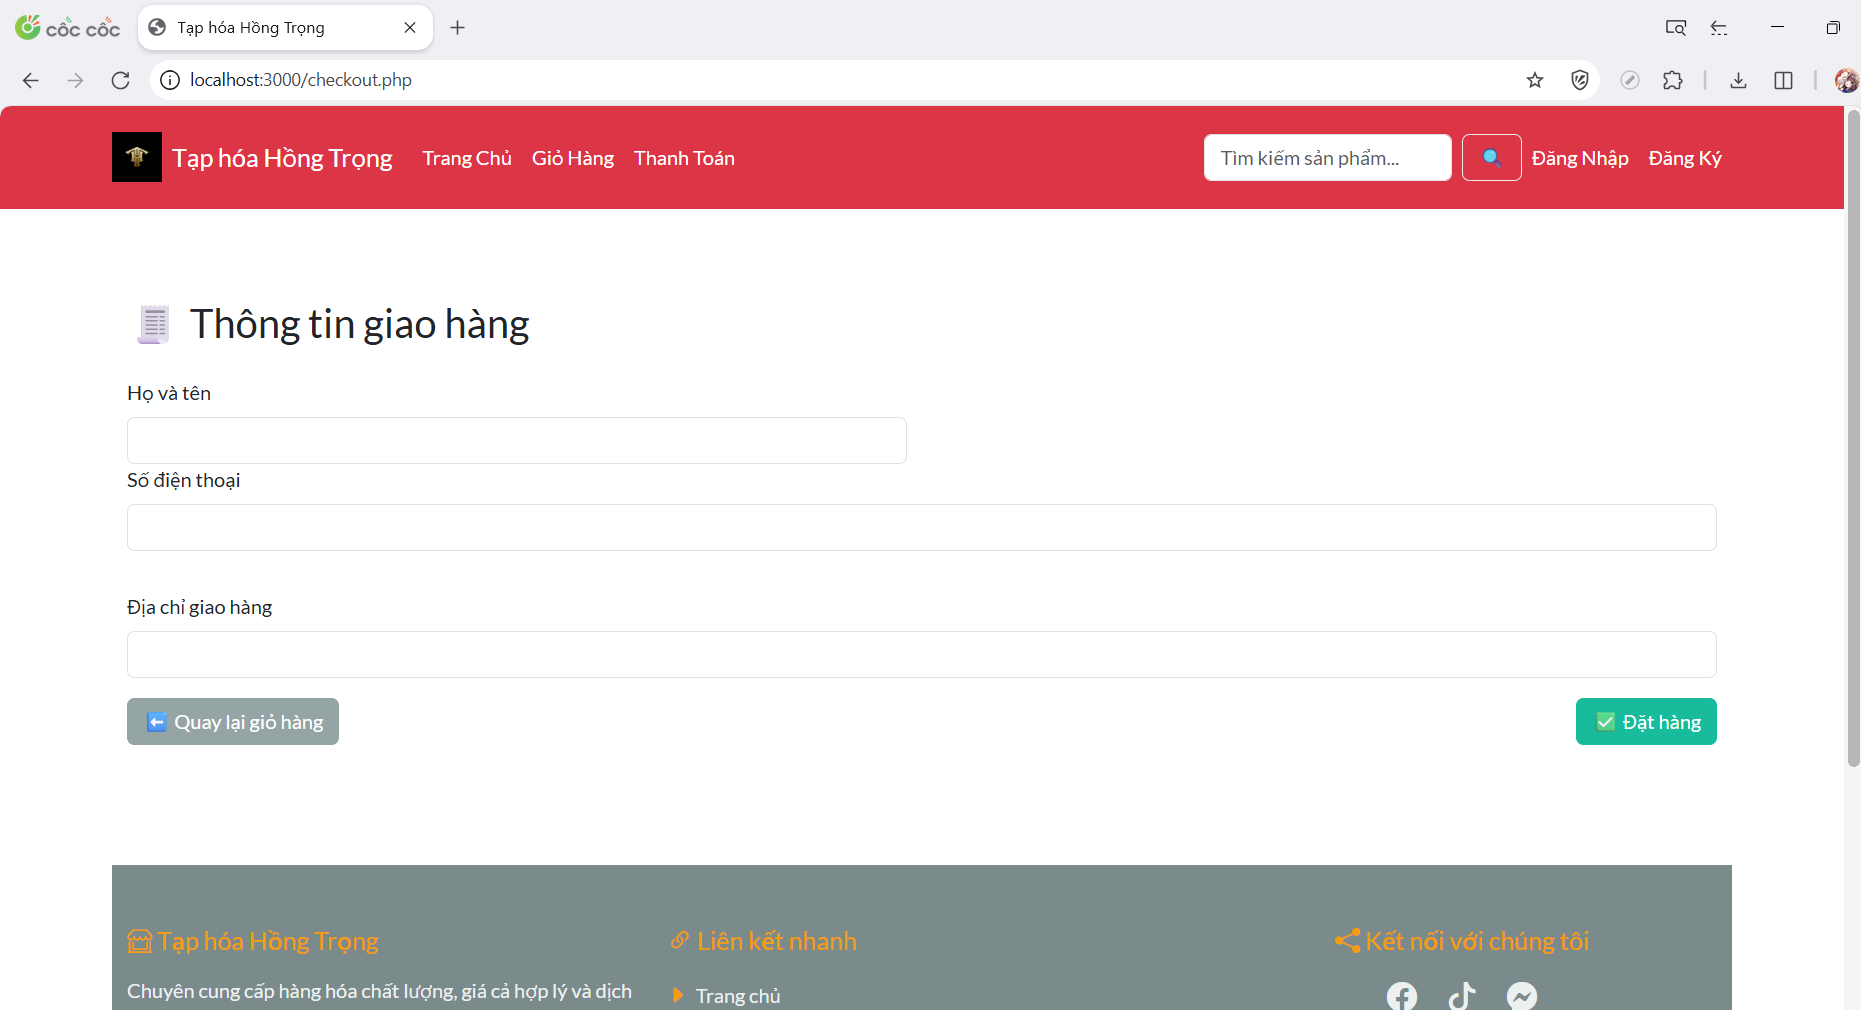 cốc cốc
Tạp hóa Hồng Trọng
localhost:3000/checkout.php
Tạp hóa Hồng Trọng
Trang Chủ
Giỏ Hàng
Thanh Toán
Tìm kiếm sản phẩm...
Đăng Nhập
Đăng Ký
Thông tin giao hàng
Họ và tên
Số điện thoại
Địa chỉ giao hàng
Quay lại giỏ hàng
Đặt hàng
Tạp hóa Hồng Trọng
Liên kết nhanh
Kết nối với chúng tôi
Chuyên cung cấp hàng hóa chất lượng, giá cả hợp lý và dịch
Trang chủ